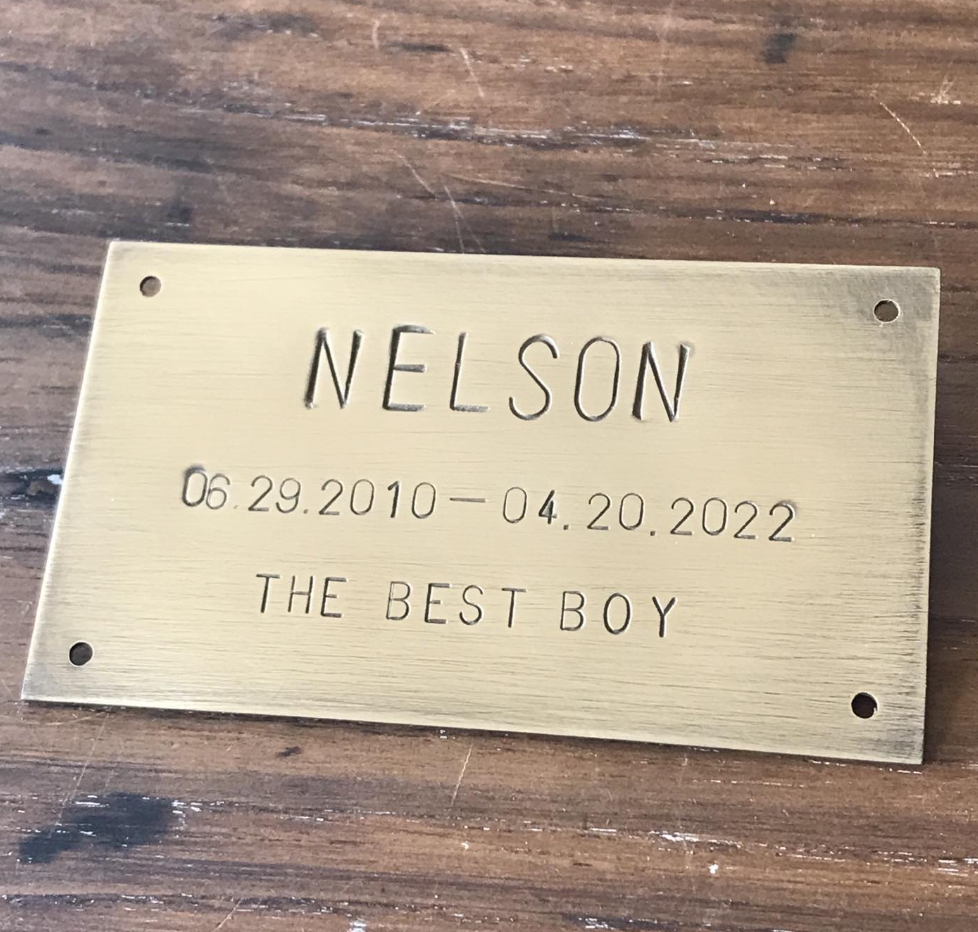 NELSON
06.29.2010—04.20.2022
THE BEST BOY